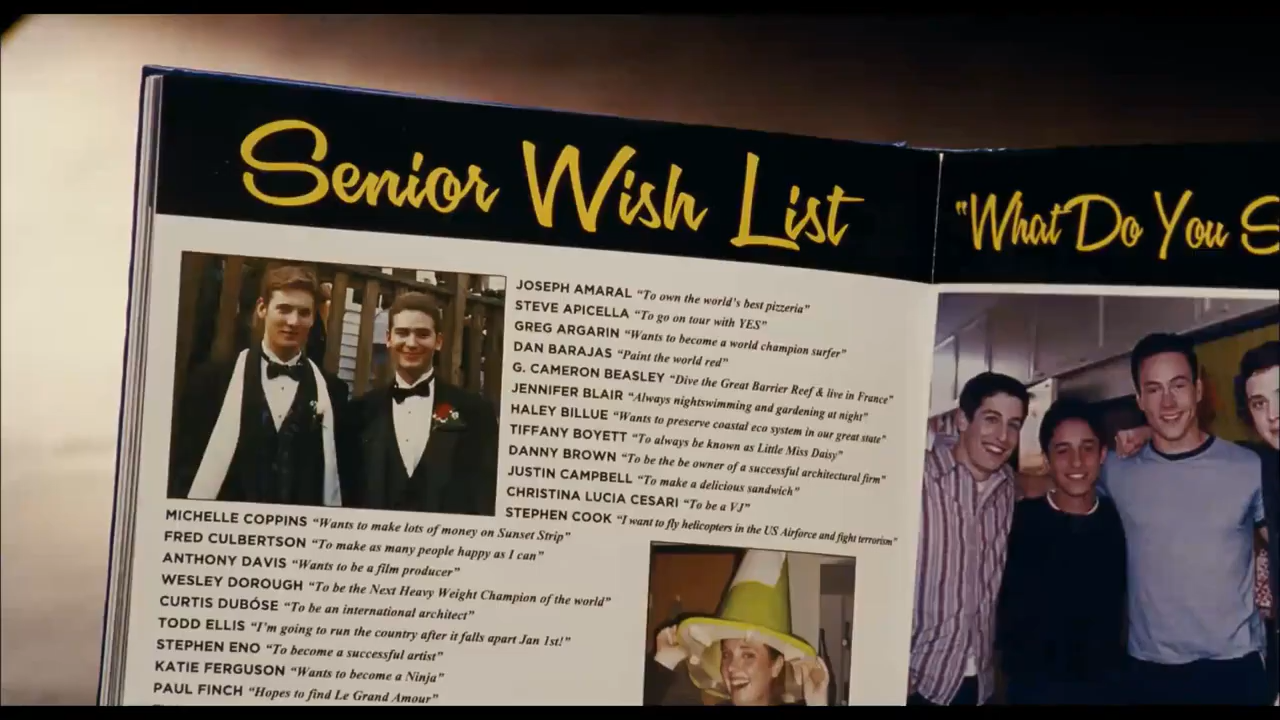 Senior Wish List
"What Do You S
JOSEPH AMARAL "To own the world's best pizzeria"
STEVE APICELLA "To go on tour with YES"
GREG ARGARIN "Wants to become a world champion surfer"
DAN BARAJAS "Paint the world red"
G. CAMERON BEASLEY "Dive the Great Barrier Reef & live in France"
JENNIFER BLAIR "Always nightswimming and gardening at night"
HALEY BILLUE "Wants to preserve coastal eco system in our great state"
TIFFANY BOYETT "To always be known as Little Miss Daisy"
DANNY BROWN "To be the be owner of a successful architectural firm"
JUSTIN CAMPBELL "To make a delicious sandwich"
CHRISTINA LUCIA CESARI "To be a VJ"
STEPHEN COOK "I want to fly helicopters in the US Airforce and fight terrorism"
MICHELLE COPPINS "Wants to make lots of money on Sunset Strip"
FRED CULBERTSON "To make as many people happy as I can"
ANTHONY DAVIS "Wants to be a film producer"
WESLEY DOROUGH "To be the Next Heavy Weight Champion of the world"
CURTIS DUBÓSE "To be an international architect"
TODD ELLIS "I'm going to run the country after it falls apart Jan 1st!"
STEPHEN ENO "To become a successful artist"
KATIE FERGUSON "Wants to become a Ninja"
PAUL FINCH "Hopes to find Le Grand Amour"